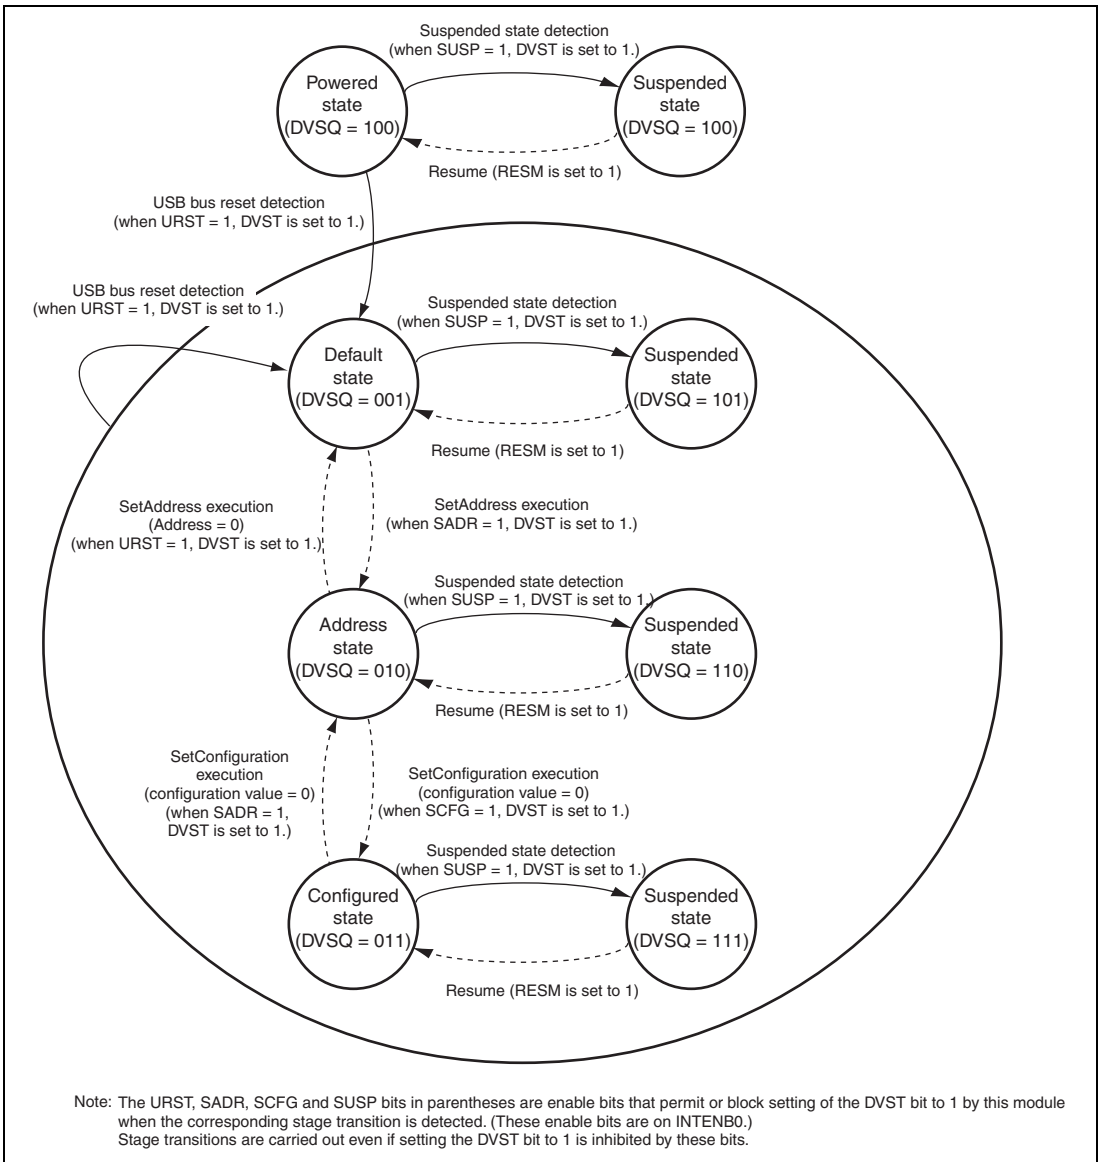 Suspended state detection
(when SUSP = 1, DVST is set to 1.)
Powered
state
(DVSQ = 100)
Suspended
state
(DVSQ = 100)
Resume (RESM is set to 1)
USB bus reset detection
(when URST = 1, DVST is set to 1.)
USB bus reset detection
(when URST = 1, DVST is set to 1.)
Suspended state detection
(when SUSP = 1, DVST is set to 1.)
Default
state
(DVSQ = 001)
Suspended
state
(DVSQ = 101)
Resume (RESM is set to 1)
SetAddress execution
(Address = 0)
(when URST = 1, DVST is set to 1.)
SetAddress execution
(when SADR = 1, DVST is set to 1.)
Suspended state detection
(when SUSP = 1, DVST is set to 1.)
Address
state
(DVSQ = 010)
Suspended
state
(DVSQ = 110)
Resume (RESM is set to 1)
SetConfiguration
execution
(configuration value = 0)
(when SADR = 1,
DVST is set to 1.)
SetConfiguration execution
(configuration value = 0)
(when SCFG = 1, DVST is set to 1.)
Suspended state detection
(when SUSP = 1, DVST is set to 1.)
Configured
state
(DVSQ = 011)
Suspended
state
(DVSQ = 111)
Resume (RESM is set to 1)
Note: The URST, SADR, SCFG and SUSP bits in parentheses are enable bits that permit or block setting of the DVST bit to 1 by this module
when the corresponding stage transition is detected. (These enable bits are on INTENB0.)
Stage transitions are carried out even if setting the DVST bit to 1 is inhibited by these bits.